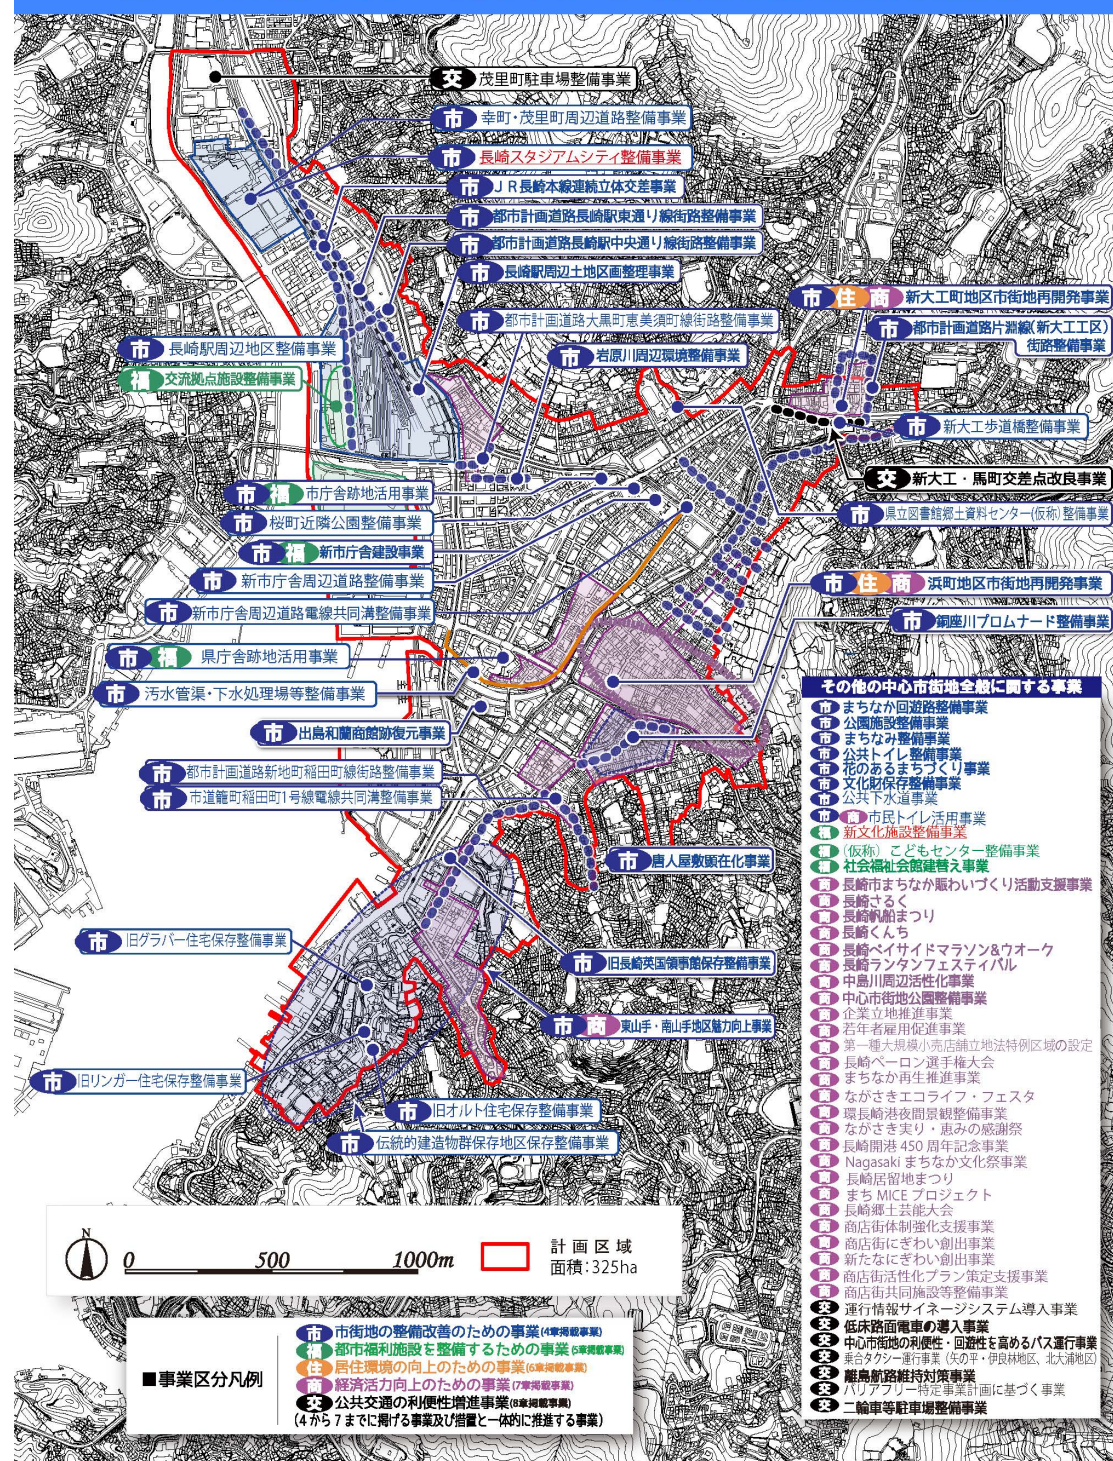 交 茂里町駐車場整備事業
市 幸町・茂里町周辺道路整備事業
市 長崎スタジアムシティ整備事業
市 JR長崎本線連続立体交差事業
市 都市計画道路長崎駅東通り線街路整備事業
市 都市計画道路長崎駅中央通り線街路整備事業
市 長崎駅周辺土地区画整理事業
市 都市計画道路大黒町恵美須町線街路整備事業
市 岩原川周辺環境整備事業
市 住 商 新大工町地区市街地再開発事業
市 都市計画道路片淵線(新大工工区)
街路整備事業
市 長崎駅周辺地区整備事業
福 交流拠点施設整備事業
市 新大工歩道橋整備事業
交 新大工・馬町交差点改良事業
市 県立図書館郷土資料センター(仮称)整備事業
市 福 市庁舎跡地活用事業
市 桜町近隣公園整備事業
市 福 新市庁舎建設事業
市 新市庁舎周辺道路整備事業
市 新市庁舎周辺道路電線共同溝整備事業
市 住 商 浜町地区市街地再開発事業
市 銅座川プロムナード整備事業
市 福 県庁舎跡地活用事業
市 汚水管渠・下水処理場等整備事業
市 出島和蘭商館跡復元事業
市 都市計画道路新地町稲田町線街路整備事業
市 市道籠町稲田町1号線電線共同溝整備事業
市 唐人屋敷顕在化事業
市 旧グラバー住宅保存整備事業
市 旧長崎英国領事館保存整備事業
市 商 東山手・南山手地区魅力向上事業
市 旧リンガー住宅保存整備事業
市 旧オルト住宅保存整備事業
市 伝統的建造物群保存地区保存整備事業
その他の中心市街地全般に関する事業
市 まちなか回遊路整備事業
市 公園施設整備事業
市 まちなみ整備事業
市 公共トイレ整備事業
市 花のあるまちづくり事業
市 文化財保存整備事業
市 公共下水道事業
市 商 市民トイレ活用事業
福 新文化施設整備事業
福 (仮称) こどもセンター整備事業
福 社会福祉会館建替え事業
商 長崎市まちなか賑わいづくり活動支援事業
商 長崎さるく
商 長崎帆船まつり
商 長崎くんち
商 長崎ベイサイドマラソン&ウオーク
商 長崎ランタンフェスティバル
商 中島川周辺活性化事業
商 中心市街地公園整備事業
商 企業立地推進事業
商 若年者雇用促進事業
商 第一種大規模小売店舗立地法特例区域の設定
商 長崎ペーロン選手権大会
商 まちなか再生推進事業
商 ながさきエコライフ・フェスタ
商 環長崎港夜間景観整備事業
商 ながさき実り・恵みの感謝祭
商 長崎開港450周年記念事業
商 Nagasakiまちなか文化祭事業
商 長崎居留地まつり
商 まちMICEプロジェクト
商 長崎郷土芸能大会
商 商店街体制強化支援事業
商 商店街にぎわい創出事業
商 新たなにぎわい創出事業
商 商店街活性化プラン策定支援事業
商 商店街共同施設等整備事業
交 運行情報サイネージシステム導入事業
交 低床路面電車の導入事業
交 中心市街地の利便性・回遊性を高めるバス運行事業
交 乗合タクシー運行事業(矢の平・伊良林地区、北大浦地区)
交 離島航路維持対策事業
交 バリアフリー特定事業計画に基づく事業
交 二輪車等駐車場整備事業
N
0 500 1000m
計画区域
面積:325ha
■事業区分凡例
市 市街地の整備改善のための事業(4章掲載事業)
福 都市福利施設を整備するための事業(5章掲載事業)
住 居住環境の向上のための事業(6章掲載事業)
商 経済活力向上のための事業(7章掲載事業)
交 公共交通の利便性増進事業(8章掲載事業)
(4から7までに掲げる事業及び措置と一体的に推進する事業)